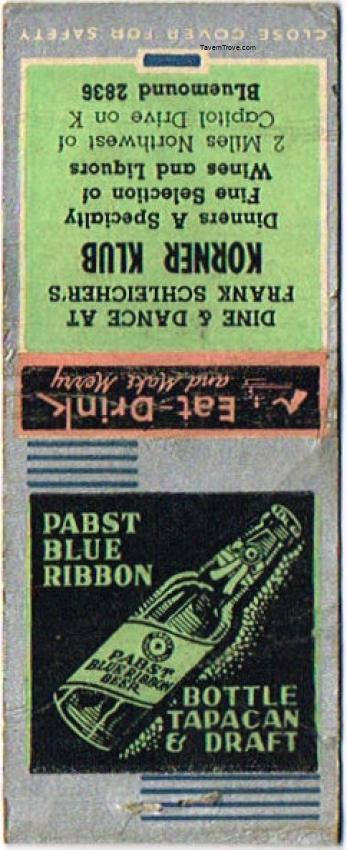 TavernTrove.com
CLOSE COVER FOR SAFETY
DINE & DANCE AT
FRANK SCHLEICHER'S
KORNER KLUB
Dinners A Specialty
Fine Selection of
Wines and Liquors
2 Miles Northwest of
Capitol Drive on K
BLuemound 2836
Eat-Drink
and Make Merry
PABST
BLUE
RIBBON
PABST
BLUE RIBBON
BEER
BOTTLE
TAPACAN
& DRAFT